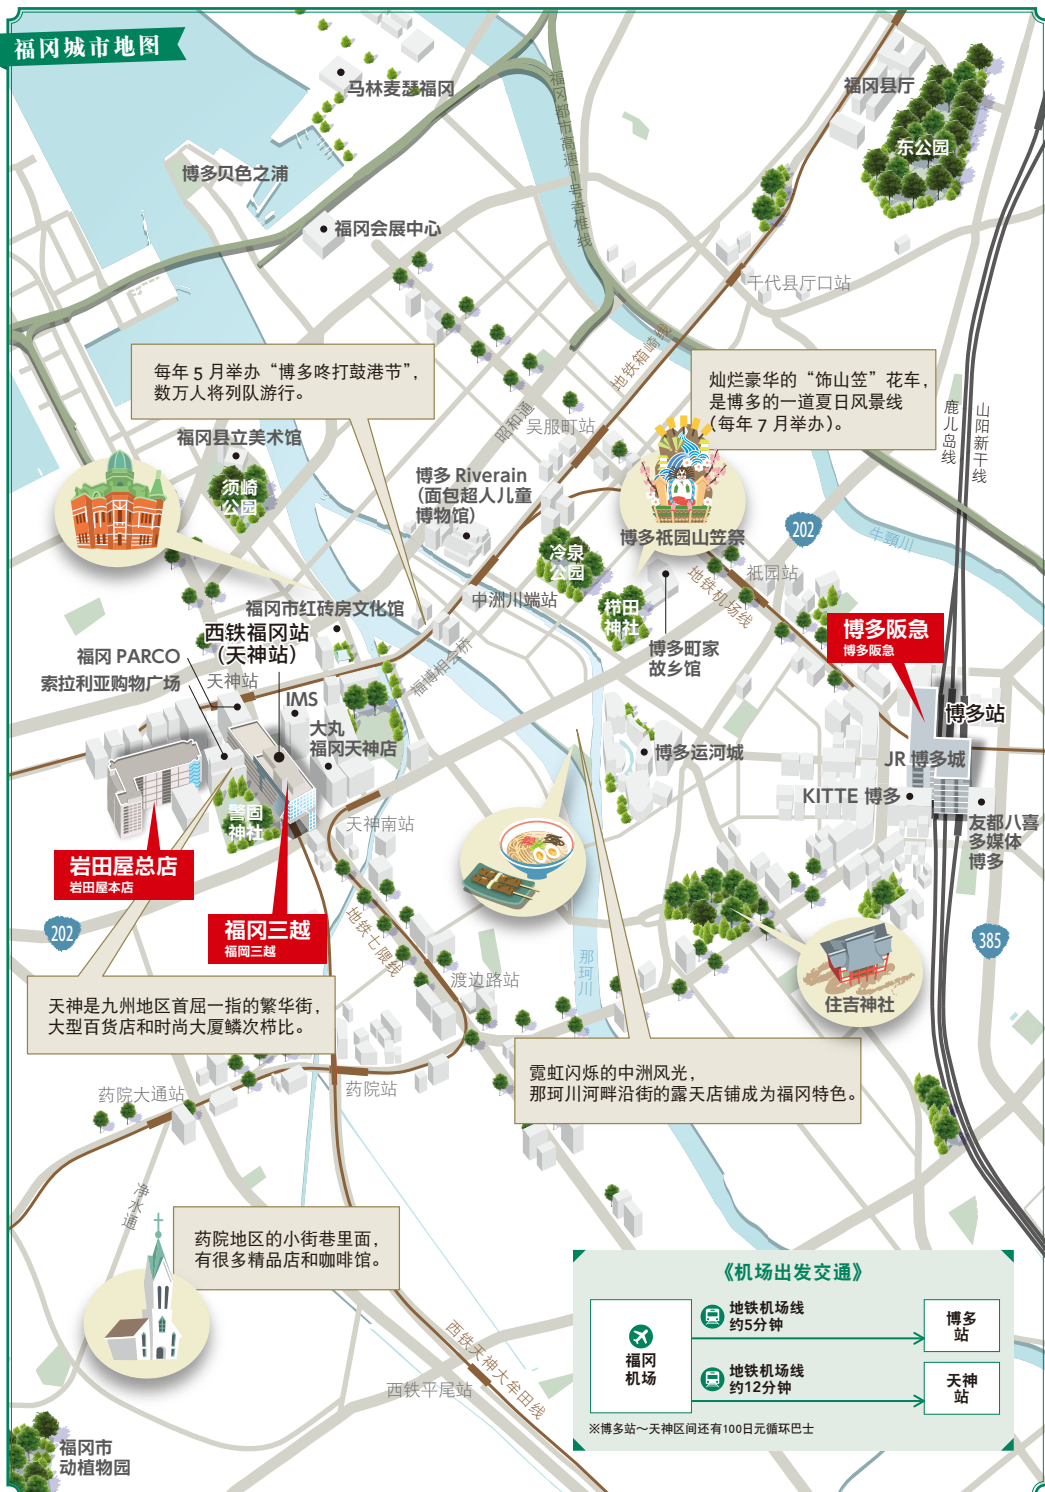 福冈城市地图
马林麦瑟福冈
福冈县厅
东公园
博多贝色之浦
福冈都市高速1号香椎线
福冈会展中心
千代县厅口站
地铁箱崎线
每年 5 月举办“博多咚打鼓港节”，
数万人将列队游行。
灿烂豪华的“饰山笠”花车，
是博多的一道夏日风景线
（每年 7 月举办）。
鹿儿岛线
山阳新干线
昭和通
吴服町站
福冈县立美术馆
须崎
公园
博多 Riverain
（面包超人儿童
博物馆）
博多祇园山笠祭
202
牛頸川
冷泉
公园
祇园站
地铁机场线
栉田
神社
中洲川端站
福冈市红砖房文化馆
西铁福冈站
（天神站）
福博相会桥
博多町家
故乡馆
博多阪急
博多阪急
福冈 PARCO
索拉利亚购物广场
天神站
IMS
大丸
福冈天神店
博多站
博多运河城
JR 博多城
KITTE 博多
友都八喜
多媒体
博多
警固
神社
天神南站
岩田屋总店
岩田屋本店
福冈三越
福岡三越
202
地铁七隈线
385
那珂川
渡边路站
住吉神社
天神是九州地区首屈一指的繁华街，
大型百货店和时尚大厦鳞次栉比。
霓虹闪烁的中洲风光，
那珂川河畔沿街的露天店铺成为福冈特色。
药院大通站
药院站
净水通
药院地区的小街巷里面，
有很多精品店和咖啡馆。
西铁天神大牟田线
西铁平尾站
福冈市
动植物园
《机场出发交通》
福冈
机场
地铁机场线
约5分钟
博多
站
地铁机场线
约12分钟
天神
站
※博多站～天神区间还有100日元循环巴士